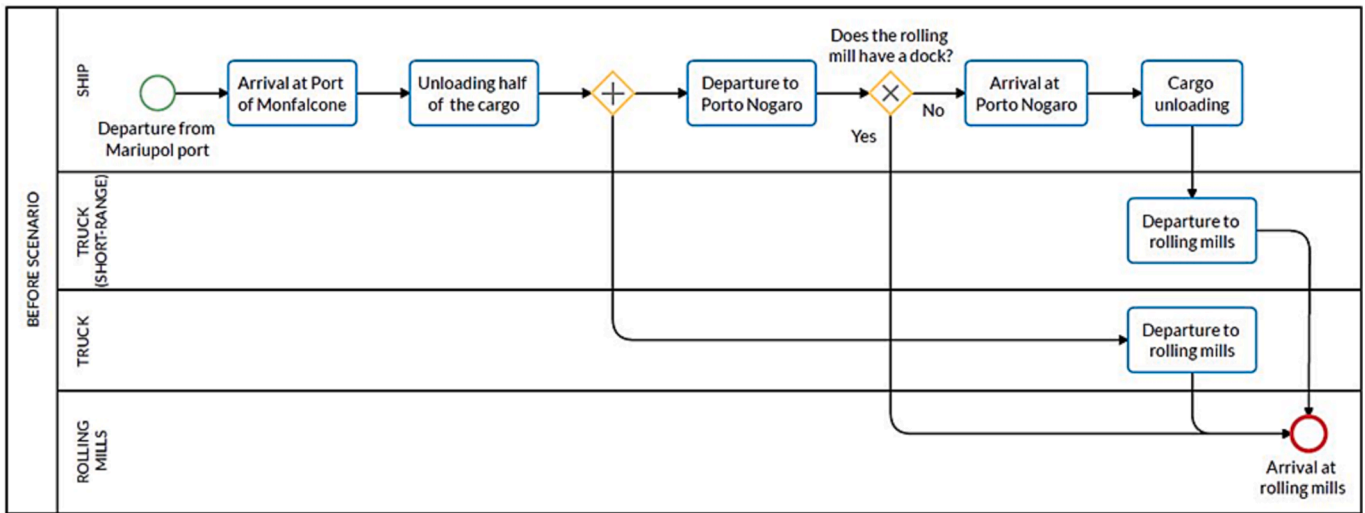 BEFORE SCENARIO
SHIP
Departure from
Mariupol port
Arrival at Port
of Monfalcone
Unloading half
of the cargo
Departure to
Porto Nogaro
Does the rolling
mill have a dock?
Yes
No
Arrival at
Porto Nogaro
Cargo
unloading
TRUCK
(SHORT-RANGE)
Departure to
rolling mills
TRUCK
Departure to
rolling mills
ROLLING
MILLS
Arrival at
rolling mills